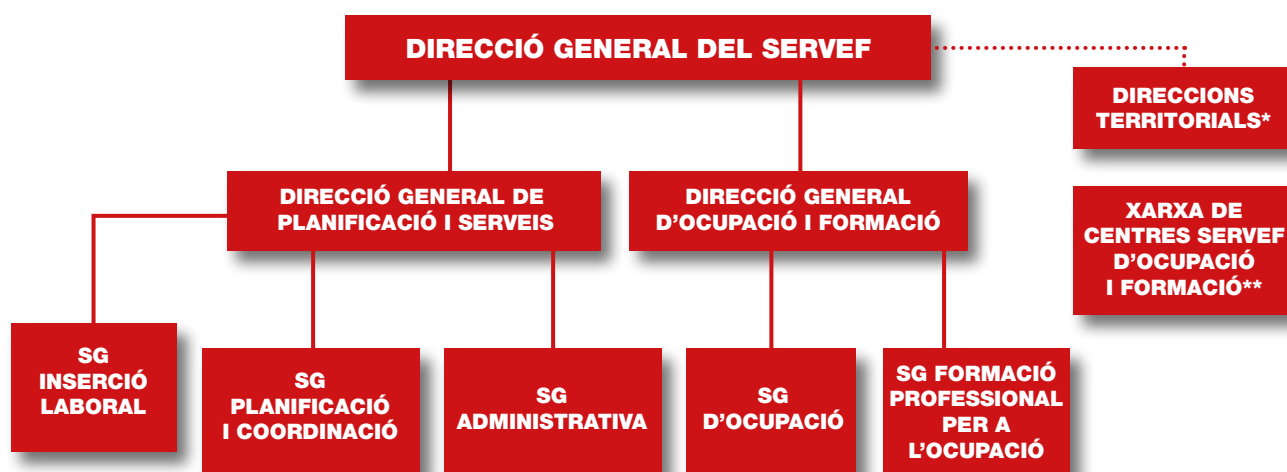 DIRECCIÓ GENERAL DEL SERVEF
DIRECCIONS
TERRITORIALS*
DIRECCIÓ GENERAL DE
PLANIFICACIÓ I SERVEIS
DIRECCIÓ GENERAL
D’OCUPACIÓ I FORMACIÓ
XARXA DE
CENTRES SERVEF
D’OCUPACIÓ
I FORMACIÓ**
SG
INSERCIÓ
LABORAL
SG
PLANIFICACIÓ
I COORDINACIÓ
SG
ADMINISTRATIVA
SG
D’OCUPACIÓ
SG FORMACIÓ
PROFESSIONAL
PER A
L’OCUPACIÓ